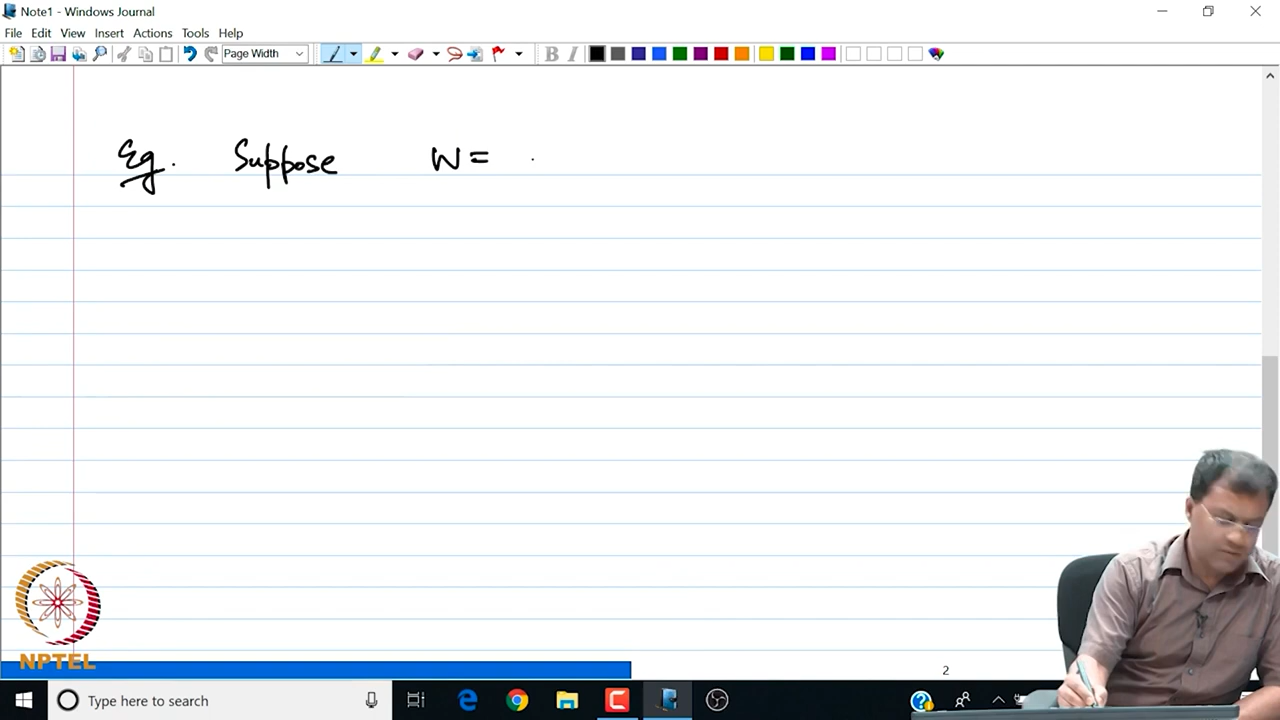 Note1 - Windows Journal
File Edit View Insert Actions Tools Help
Page Width B I
Eg. Suppose W =
NPTEL
2
Type here to search